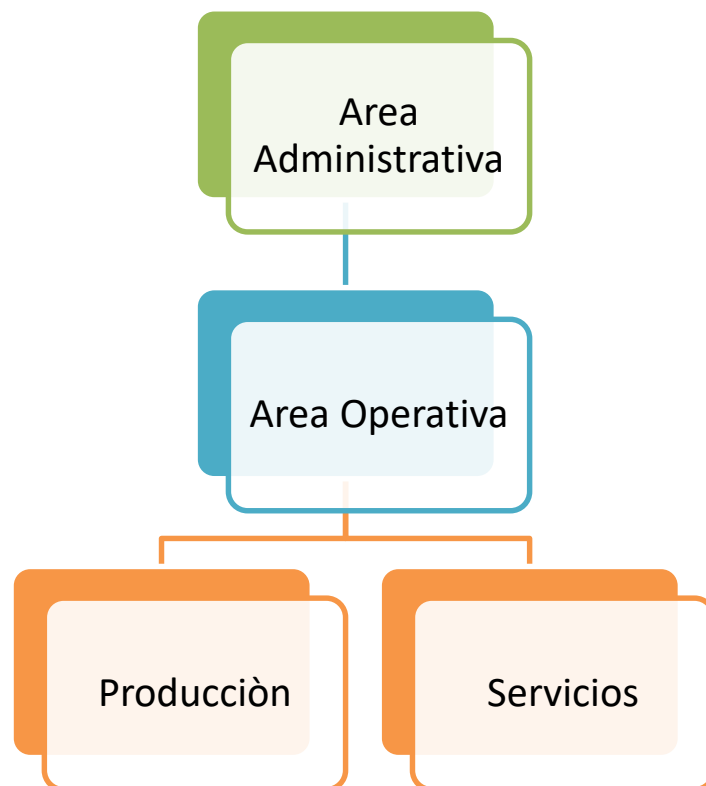 Area
Administrativa
Area Operativa
Producciòn
Servicios